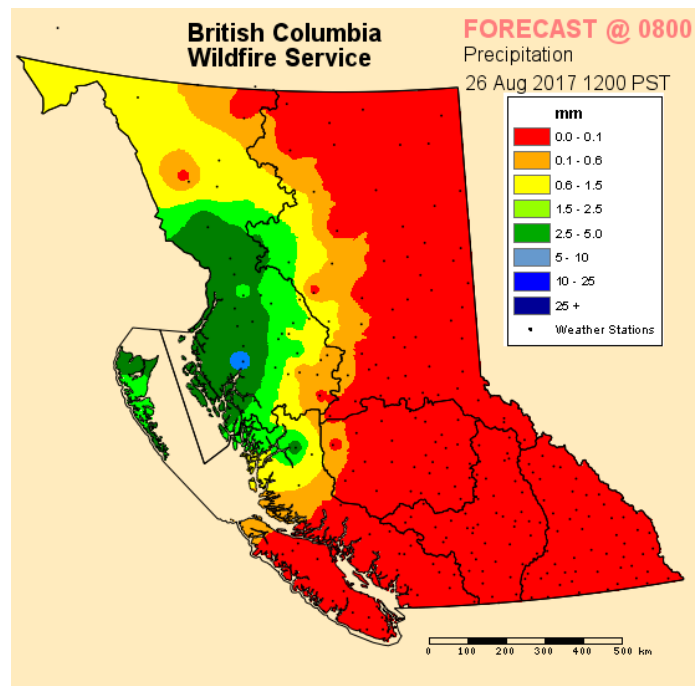 British Columbia
Wildfire Service
FORECAST @ 0800
Precipitation
26 Aug 2017 1200 PST
mm
0.0 - 0.1
0.1 - 0.6
0.6 - 1.5
1.5 - 2.5
2.5 - 5.0
5 - 10
10 - 25
25 +
Weather Stations
0 100 200 300 400 500 km